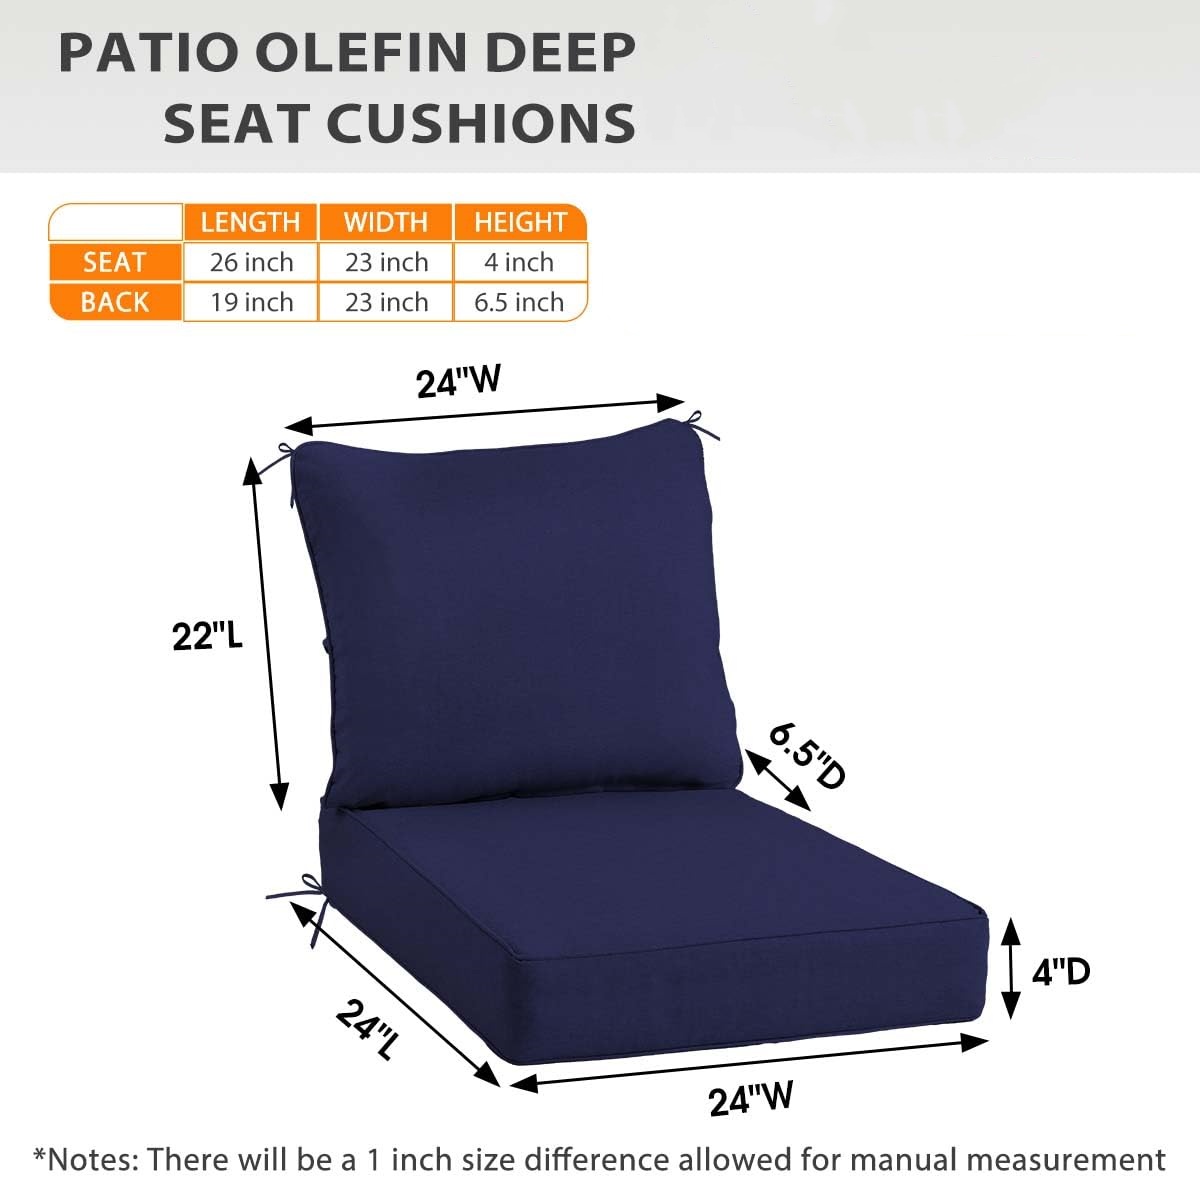 PATIO OLEFIN DEEP
SEAT CUSHIONS
LENGTH WIDTH HEIGHT
SEAT 26 inch 23 inch 4 inch
BACK 19 inch 23 inch 6.5 inch
24"W
22"L
6.5"D
4"D
24"L
24"W
*Notes: There will be a 1 inch size difference allowed for manual measurement